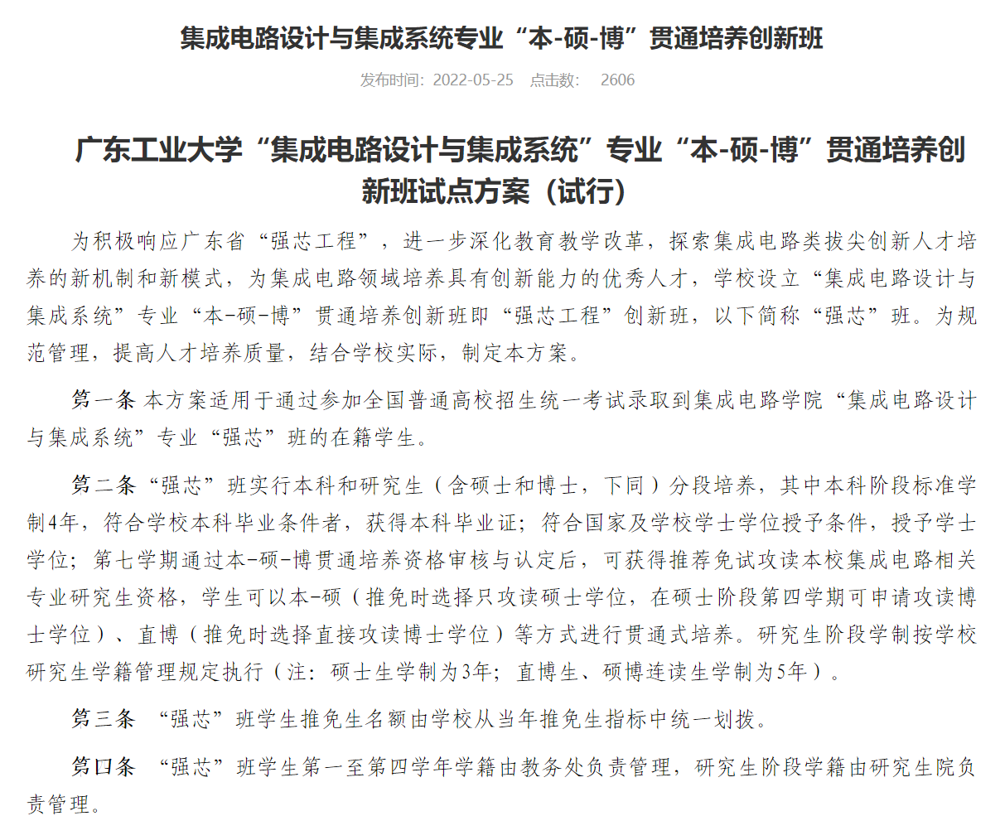 集成电路设计与集成系统专业“本-硕-博”贯通培养创新班
发布时间：2022-05-25 点击数： 2606
广东工业大学“集成电路设计与集成系统”专业“本-硕-博”贯通培养创
新班试点方案（试行）
为积极响应广东省“强芯工程”，进一步深化教育教学改革，探索集成电路类拔尖创新人才培
养的新机制和新模式，为集成电路领域培养具有创新能力的优秀人才，学校设立“集成电路设计与
集成系统”专业“本-硕-博”贯通培养创新班即“强芯工程”创新班，以下简称“强芯”班。为规
范管理，提高人才培养质量，结合学校实际，制定本方案。
第一条 本方案适用于通过参加全国普通高校招生统一考试录取到集成电路学院“集成电路设计
与集成系统”专业“强芯”班的在籍学生。
第二条 “强芯”班实行本科和研究生（含硕士和博士，下同）分段培养，其中本科阶段标准学
制4年，符合学校本科毕业条件者，获得本科毕业证；符合国家及学校学士学位授予条件，授予学士
学位；第七学期通过本-硕-博贯通培养资格审核与认定后，可获得推荐免试攻读本校集成电路相关
专业研究生资格，学生可以本-硕（推免时选择只攻读硕士学位，在硕士阶段第四学期可申请攻读博
士学位）、直博（推免时选择直接攻读博士学位）等方式进行贯通式培养。研究生阶段学制按学校
研究生学籍管理规定执行（注：硕士生学制为3年；直博生、硕博连读生学制为5年）。
第三条 “强芯”班学生推免生名额由学校从当年推免生指标中统一划拨。
第四条 “强芯”班学生第一至第四学年学籍由教务处负责管理，研究生阶段学籍由研究生院负
责管理。